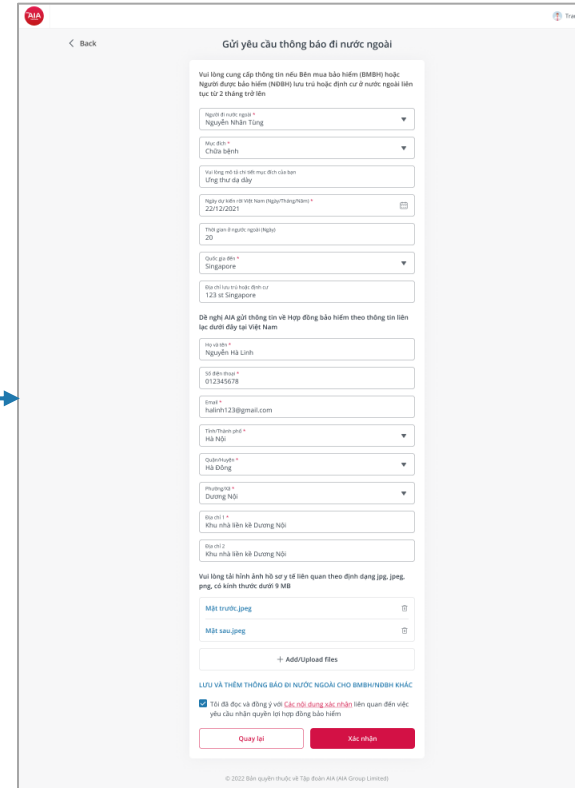 AIA
Tran
Back
Gửi yêu cầu thông báo đi nước ngoài
Vui lòng cung cấp thông tin nếu Bên mua bảo hiểm (BMBH) hoặc
Người được bảo hiểm (NĐBH) lưu trú hoặc định cư ở nước ngoài liên
tục từ 2 tháng trở lên
Người đi nước ngoài *
Nguyễn Nhân Tùng
Mục đích *
Chữa bệnh
Vui lòng mô tả chi tiết mục đích của bạn
Ung thư dạ dày
Ngày dự kiến rời Việt Nam (Ngày/Tháng/Năm) *
22/12/2021
Thời gian ở ngước ngoài (Ngày)
20
Quốc gia đến *
Singapore
Địa chỉ lưu trú hoặc định cư
123 st Singapore
Đề nghị AIA gửi thông tin về Hợp đồng bảo hiểm theo thông tin liên
lạc dưới đây tại Việt Nam
Họ và tên *
Nguyễn Hà Linh
Số điện thoại *
012345678
Email *
halinh123@gmail.com
Tỉnh/Thành phố *
Hà Nội
Quận/Huyện *
Hà Đông
Phường/Xã *
Dương Nội
Địa chỉ 1 *
Khu nhà liền kề Dương Nội
Địa chỉ 2
Khu nhà liền kề Dương Nội
Vui lòng tải hình ảnh hồ sơ y tế liên quan theo định dạng jpg, jpeg,
png, có kính thước dưới 9 MB
Mặt trước.jpeg
Mặt sau.jpeg
+ Add/Upload files
LƯU VÀ THÊM THÔNG BÁO ĐI NƯỚC NGOÀI CHO BMBH/NĐBH KHÁC
Tôi đã đọc và đồng ý với Các nội dung xác nhận liên quan đến việc
yêu cầu nhận quyền lợi hợp đồng bảo hiểm
Quay lại
Xác nhận
© 2022 Bản quyền thuộc về Tập đoàn AIA (AIA Group Limited)